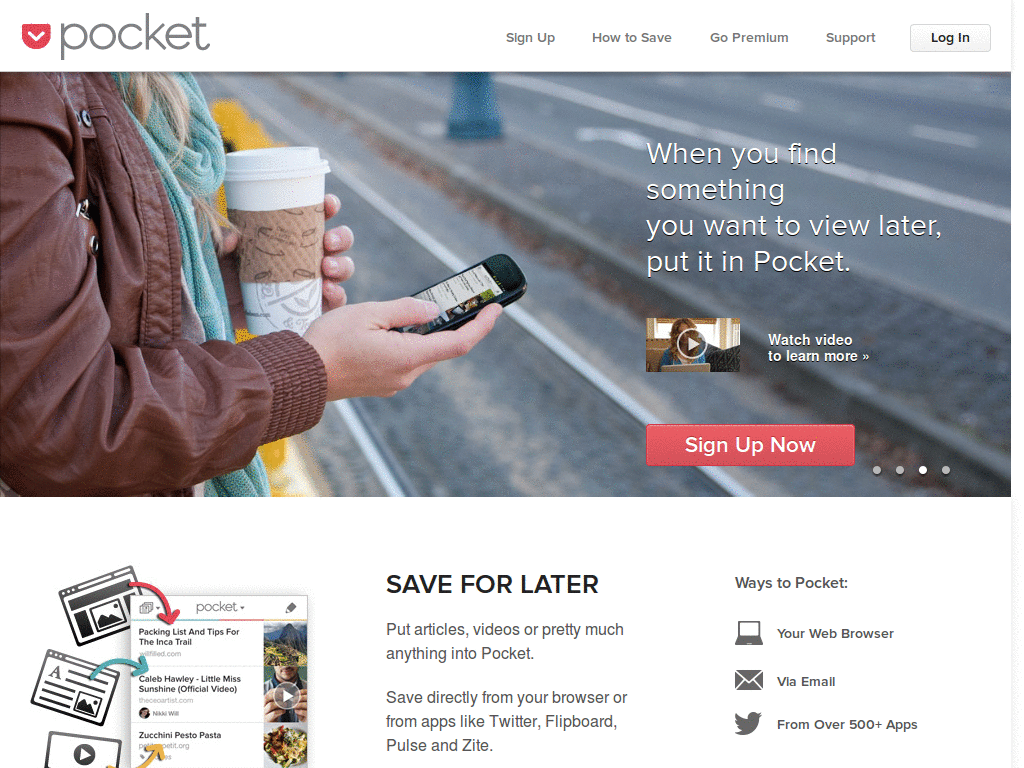 pocket
Sign Up
How to Save
Go Premium
Support
Log In
When you find
something
you want to view later,
put it in Pocket.
Watch video
to learn more »
Sign Up Now
SAVE FOR LATER
Put articles, videos or pretty much
anything into Pocket.
Save directly from your browser or
from apps like Twitter, Flipboard,
Pulse and Zite.
Ways to Pocket:
Your Web Browser
Via Email
From Over 500+ Apps
pocket
Packing List And Tips For
The Inca Trail
willfilled.com
Caleb Hawley - Little Miss
Sunshine (Official Video)
theceoartist.com
Nikki Will
A
Zucchini Pesto Pasta